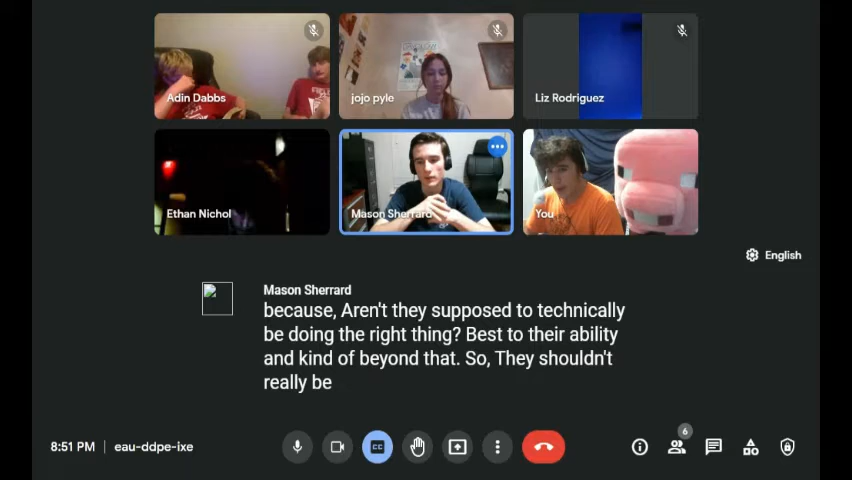 Adin Dabbs
jojo pyle
Liz Rodriguez
Ethan Nichol
Mason Sherrard
You
English
Mason Sherrard
because, Aren't they supposed to technically
be doing the right thing? Best to their ability
and kind of beyond that. So, They shouldn't
really be
6
8:51 PM | eau-ddpe-ixe
CC